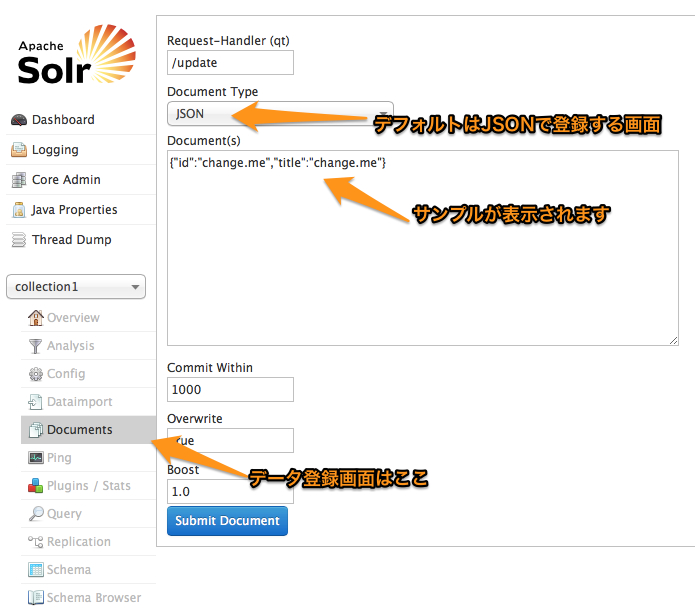 Apache
Solr
Dashboard
Logging
Core Admin
Java Properties
Thread Dump
collection1
Overview
Analysis
Config
Dataimport
Documents
Ping
Plugins / Stats
Query
Replication
Schema
Schema Browser
Request-Handler (qt)
/update
Document Type
JSON
デフォルトはJSONで登録する画面
Document(s)
{"id":"change.me","title":"change.me"}
サンプルが表示されます
Commit Within
1000
Overwrite
true
データ登録画面はここ
Boost
1.0
Submit Document